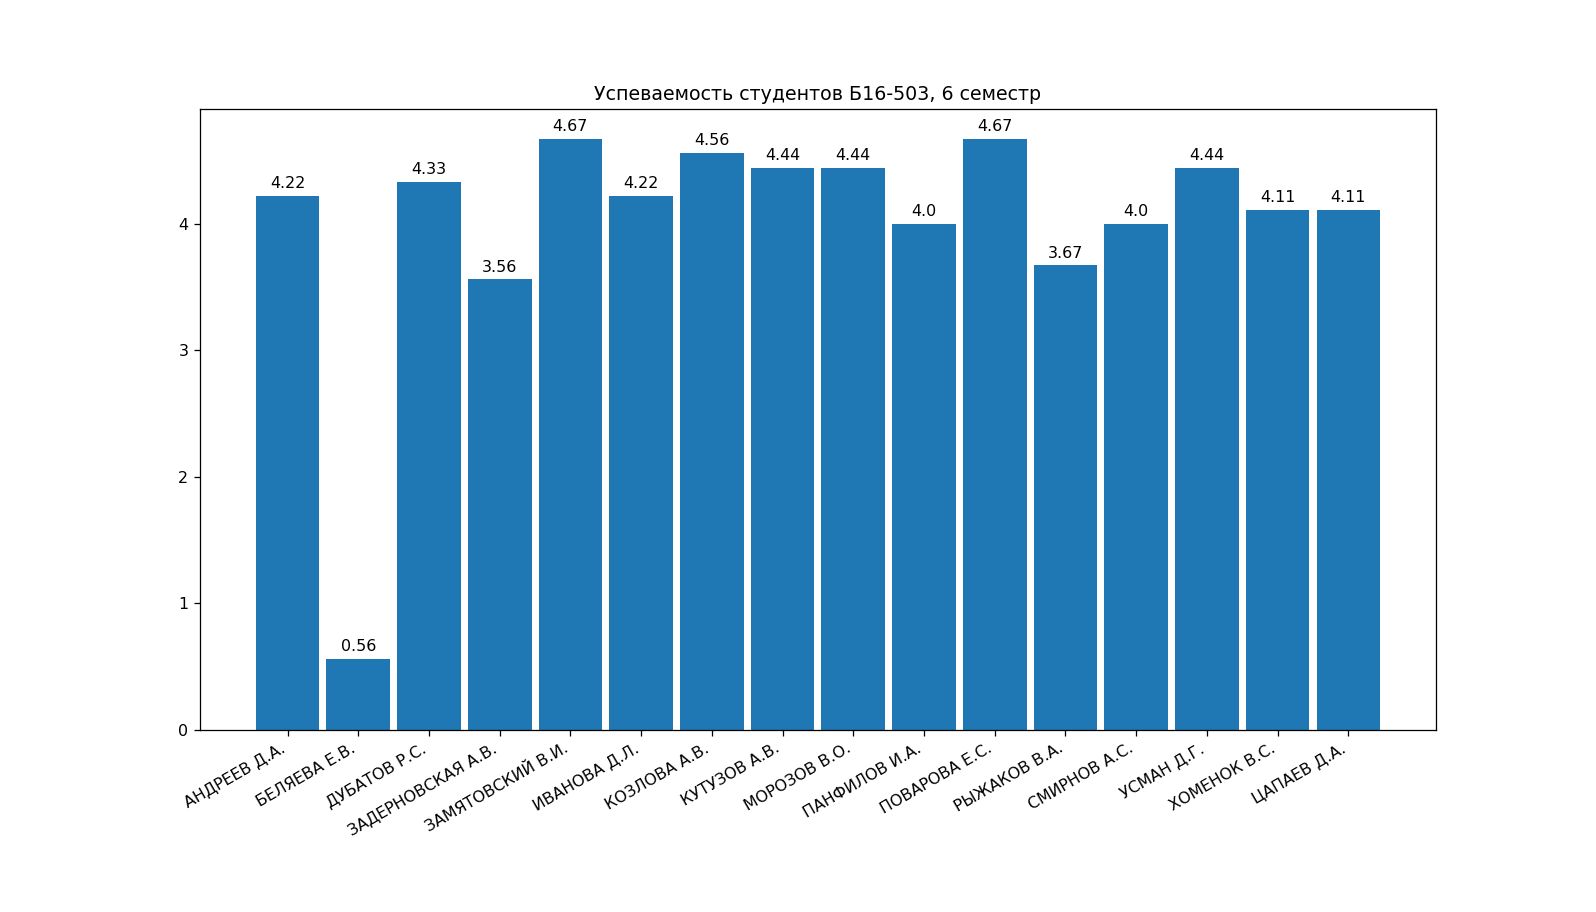 Успеваемость студентов Б16-503, 6 семестр
4.22
0.56
4.33
3.56
4.67
4.22
4.56
4.44
4.44
4.0
4.67
3.67
4.0
4.44
4.11
4.11
4
3
2
1
0
АНДРЕЕВ Д.А.
БЕЛЯЕВА Е.В.
ДУБАТОВ Р.С.
ЗАДЕРНОВСКАЯ А.В.
ЗАМЯТОВСКИЙ В.И.
ИВАНОВА Д.Л.
КОЗЛОВА А.В.
КУТУЗОВ А.В.
МОРОЗОВ В.О.
ПАНФИЛОВ И.А.
ПОВАРОВА Е.С.
РЫЖАКОВ В.А.
СМИРНОВ А.С.
УСМАН Д.Г.
ХОМЕНОК В.С.
ЦАПАЕВ Д.А.